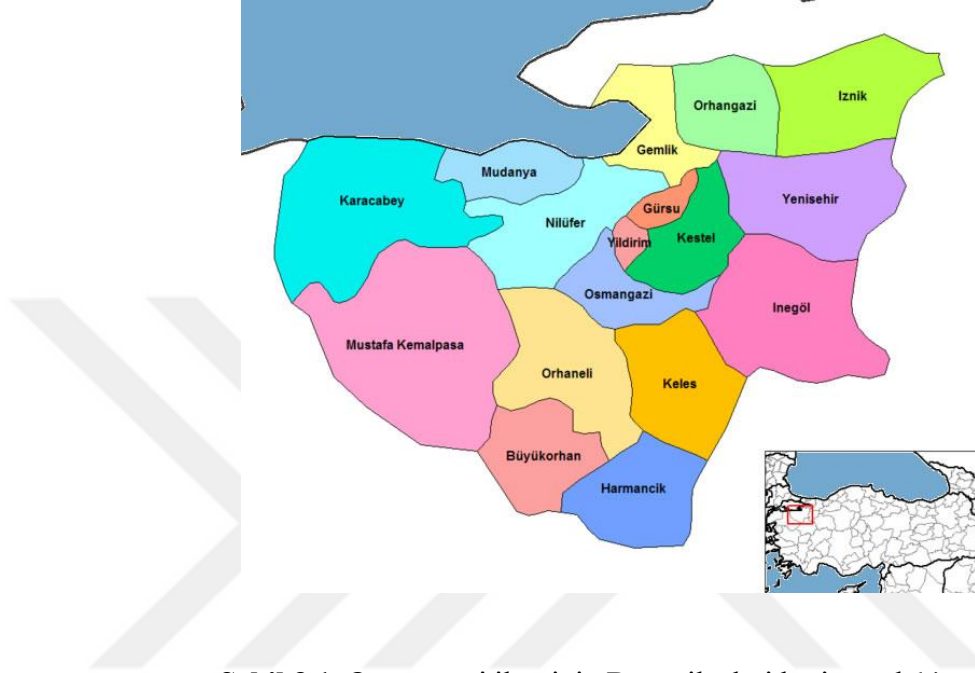 Iznik
Orhangazi
Gemlik
Mudanya
Karacabey
Yenisehir
Gürsu
Nilüfer
Kestel
Yildirim
Osmangazi
Inegöl
Mustafa Kemalpasa
Orhaneli
Keles
Büyükorhan
Harmancik